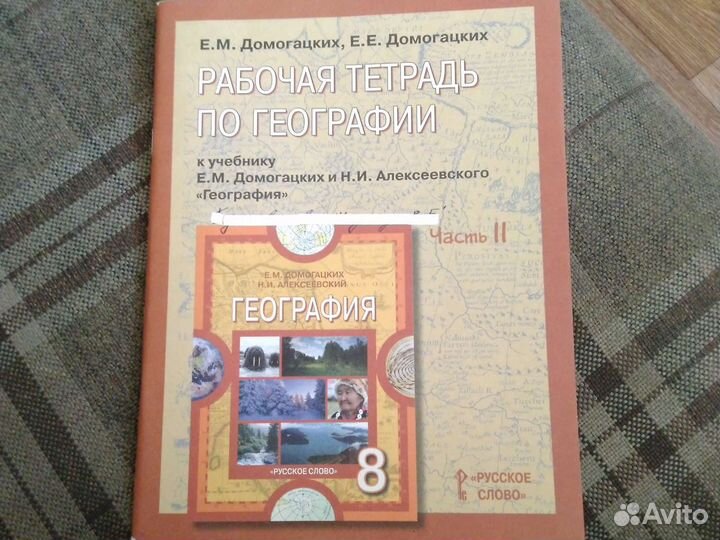 Е.М. Домогацких, Е.Е. Домогацких
РАБОЧАЯ ТЕТРАДЬ
ПО ГЕОГРАФИИ
к учебнику
Е.М. Домогацких и Н.И. Алексеевского
«География»
Часть II
Е.М. ДОМОГАЦКИХ
Н.И. АЛЕКСЕЕВСКИЙ
ГЕОГРАФИЯ
«РУССКОЕ СЛОВО»
8
«РУССКОЕ
СЛОВО»
Avito